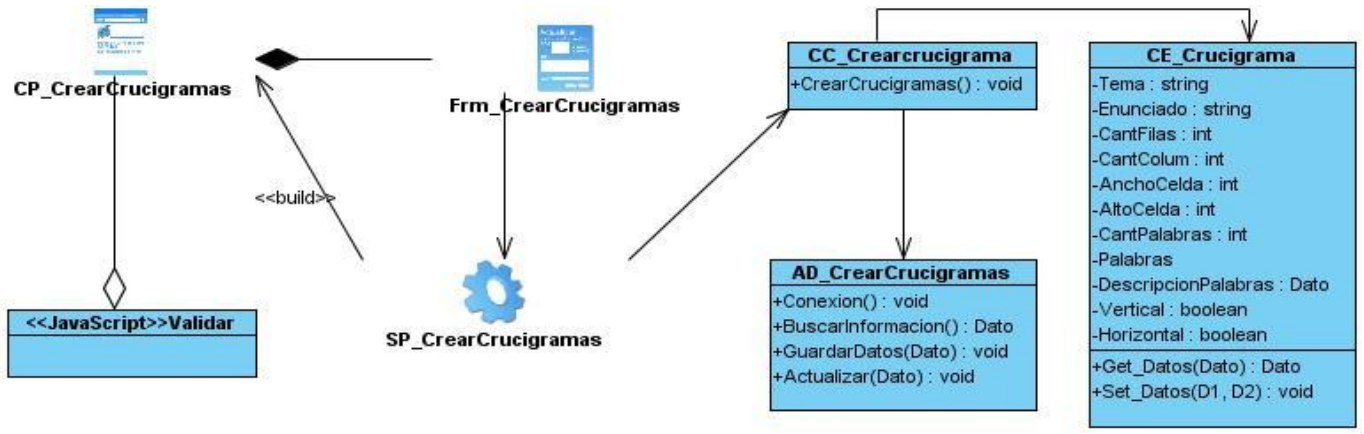 CP_CrearCrucigramas
Actualizar
Frm_CrearCrucigramas
<<build>>
SP_CrearCrucigramas
<<JavaScript>>Validar
CC_Crearcrucigrama
+CrearCrucigramas() : void
AD_CrearCrucigramas
+Conexion() : void
+BuscarInformacion() : Dato
+GuardarDatos(Dato) : void
+Actualizar(Dato) : void
CE_Crucigrama
-Tema : string
-Enunciado : string
-CantFilas : int
-CantColum : int
-AnchoCelda : int
-AltoCelda : int
-CantPalabras : int
-Palabras
-DescripcionPalabras : Dato
-Vertical : boolean
-Horizontal : boolean
+Get_Datos(Dato) : Dato
+Set_Datos(D1, D2) : void